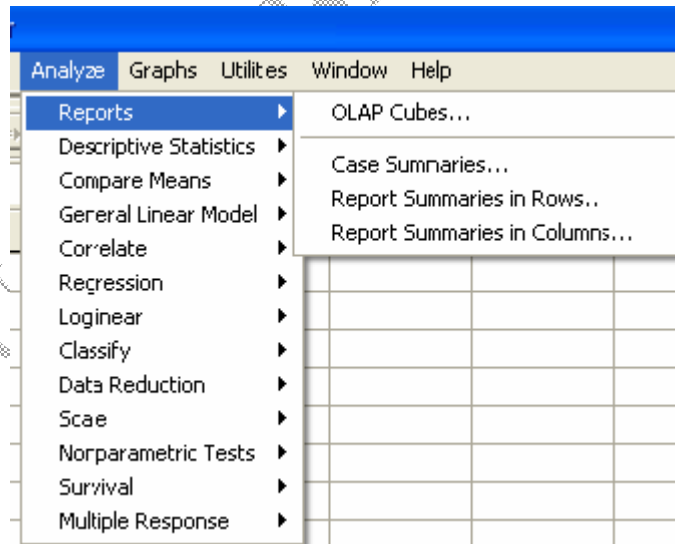 Analyze Graphs Utilites Window Help
Reports
Descriptive Statistics
Compare Means
General Linear Model
Correlate
Regression
Loginear
Classify
Data Reduction
Scae
Nonparametric Tests
Survival
Multiple Response
OLAP Cubes...
Case Summaries...
Report Summaries in Rows..
Report Summaries in Columns...